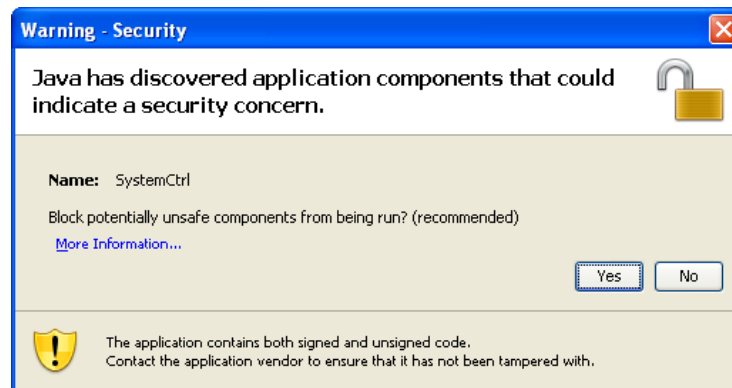 Warning - Security
Java has discovered application components that could
indicate a security concern.
Name: SystemCtrl
Block potentially unsafe components from being run? (recommended)
More Information...
Yes No
The application contains both signed and unsigned code.
Contact the application vendor to ensure that it has not been tampered with.